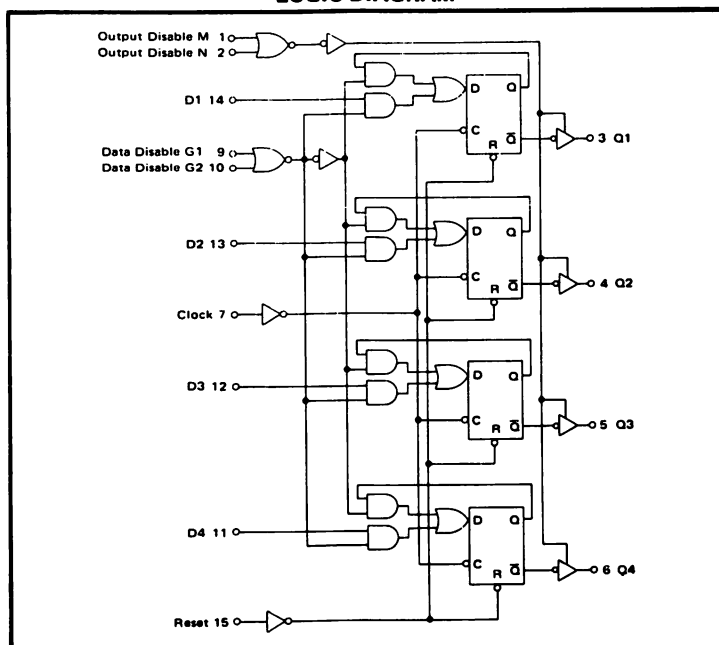 LOGIC DIAGRAM
Output Disable M 1
Output Disable N 2
D1 14
D Q
C
R Q̅
3 Q1
Data Disable G1 9
Data Disable G2 10
D2 13
D Q
C
R Q̅
4 Q2
Clock 7
D3 12
D Q
C
R Q̅
5 Q3
D4 11
D Q
C
R Q̅
6 Q4
Reset 15